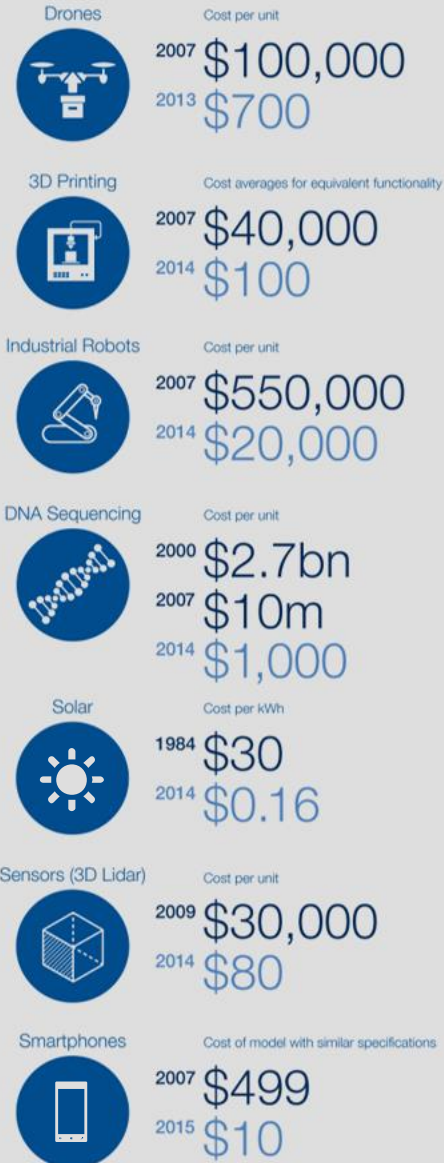 Drones
Cost per unit
2007 $100,000
2013 $700
3D Printing
Cost averages for equivalent functionality
2007 $40,000
2014 $100
Industrial Robots
Cost per unit
2007 $550,000
2014 $20,000
DNA Sequencing
Cost per unit
2000 $2.7bn
2007 $10m
2014 $1,000
Solar
Cost per kWh
1984 $30
2014 $0.16
Sensors (3D Lidar)
Cost per unit
2009 $30,000
2014 $80
Smartphones
Cost of model with similar specifications
2007 $499
2015 $10